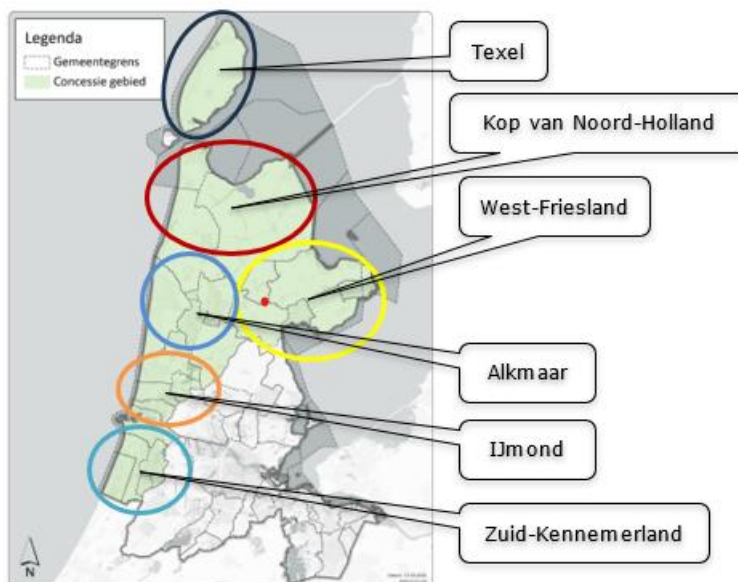 Legenda
Gemeentegrens
Concessie gebied
Texel
Kop van Noord-Holland
West-Friesland
Alkmaar
IJmond
Zuid-Kennemerland
N